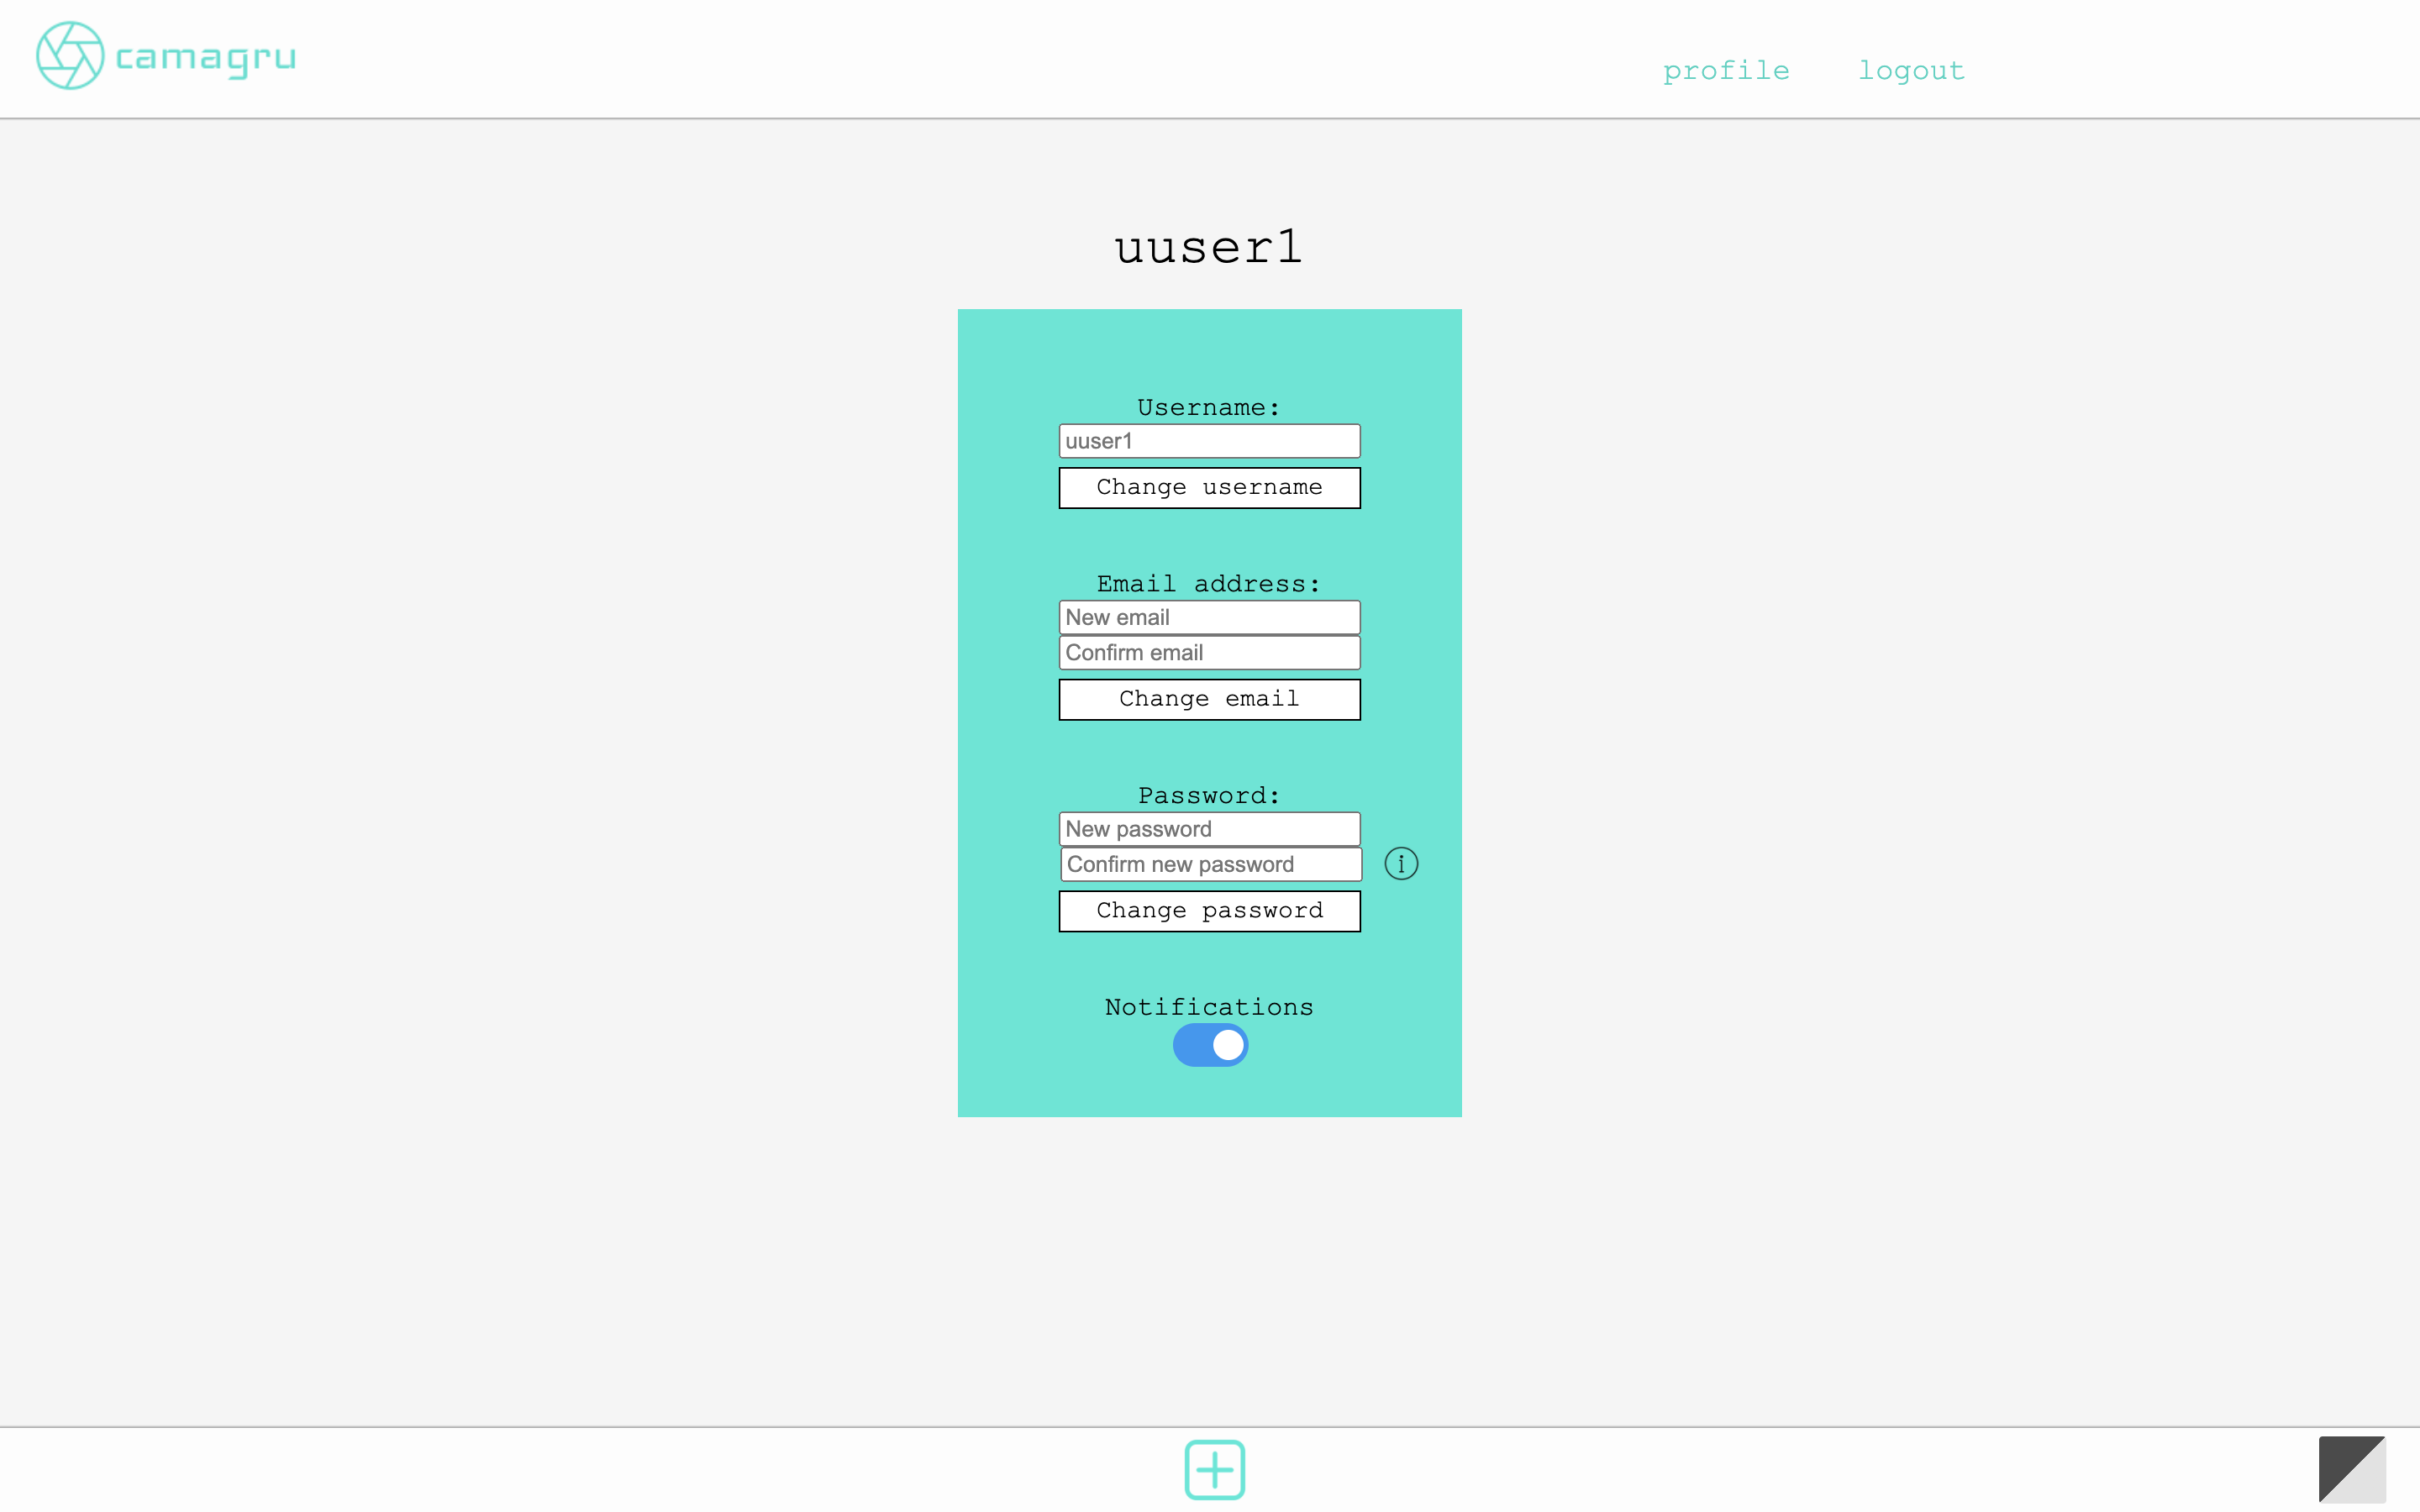 camagru
profile logout
uuser1
Username:
uuser1
Change username
Email address:
New email
Confirm email
Change email
Password:
New password
Confirm new password
i
Change password
Notifications